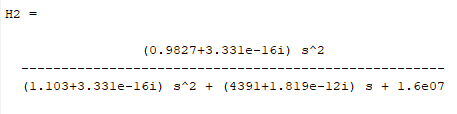 H2 =
(0.9827+3.331e-16i) s^2
-----------------------------------------------------
(1.103+3.331e-16i) s^2 + (4391+1.819e-12i) s + 1.6e07